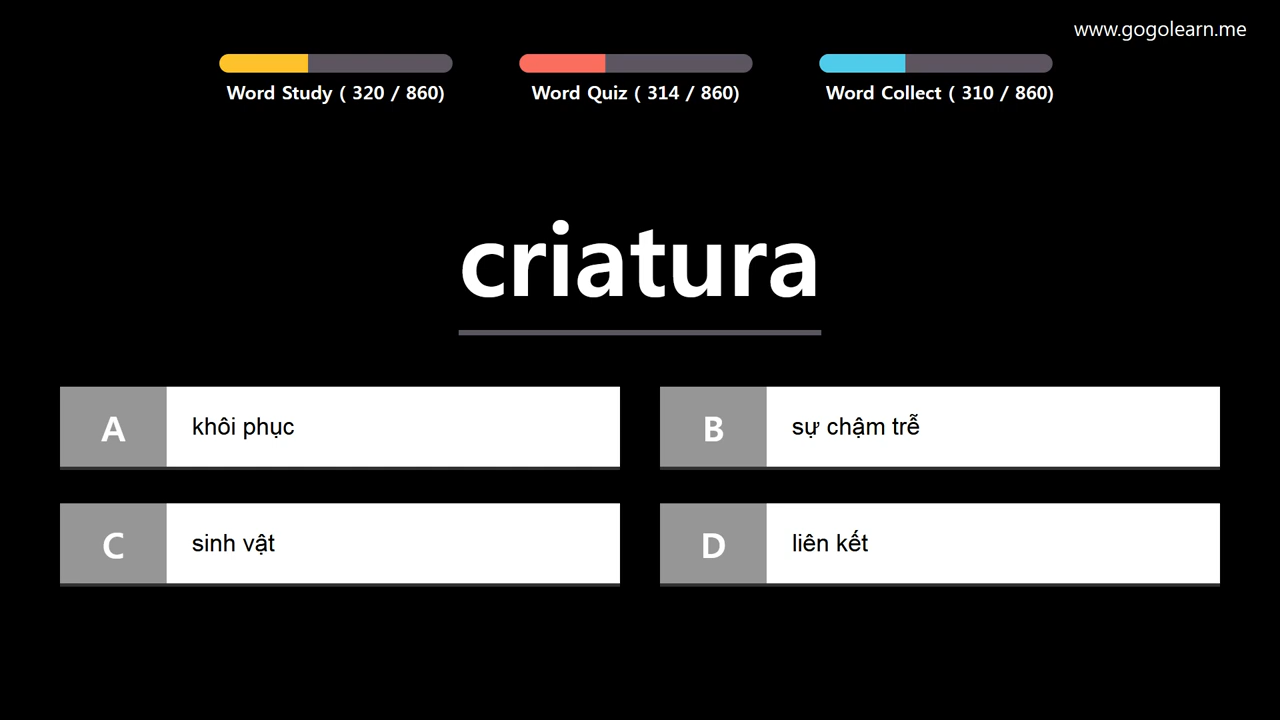 www.gogolearn.me
Word Study ( 320 / 860)
Word Quiz ( 314 / 860)
Word Collect ( 310 / 860)
criatura
A khôi phục
B sự chậm trễ
C sinh vật
D liên kết